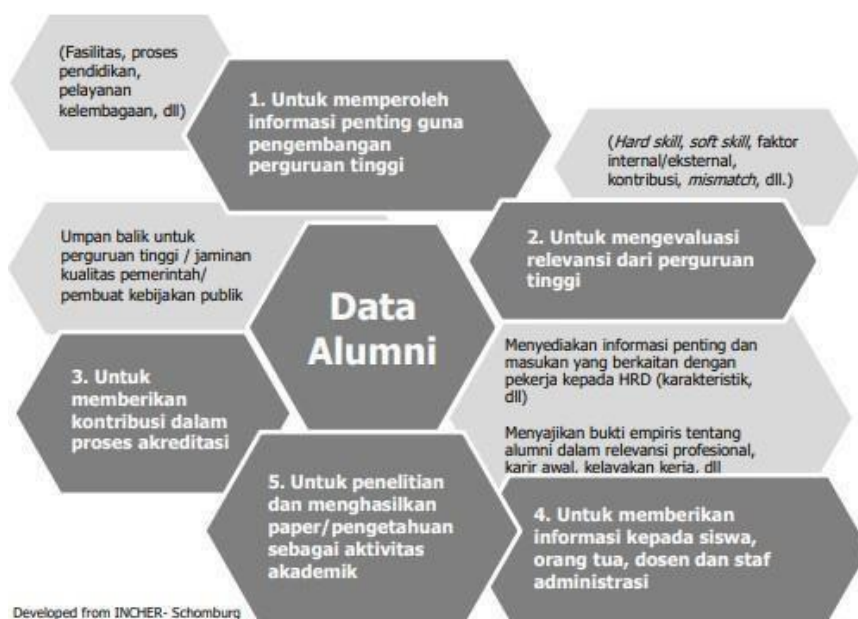 (Fasilitas, proses
pendidikan,
pelayanan
kelembagaan, dll)
1. Untuk memperoleh
informasi penting guna
pengembangan
perguruan tinggi
(Hard skill, soft skill, faktor
internal/eksternal,
kontribusi, mismatch, dll.)
2. Untuk mengevaluasi
relevansi dari perguruan
tinggi
Umpan balik untuk
perguruan tinggi / jaminan
kualitas pemerintah/
pembuat kebijakan publik
Data
Alumni
3. Untuk
memberikan
kontribusi dalam
proses akreditasi
Menyediakan informasi penting dan
masukan yang berkaitan dengan
pekerja kepada HRD (karakteristik,
dll)
Menyajikan bukti empiris tentang
alumni dalam relevansi profesional,
karir awal, kelayakan kerja, dll
5. Untuk penelitian
dan menghasilkan
paper/pengetahuan
sebagai aktivitas
akademik
4. Untuk memberikan
informasi kepada siswa,
orang tua, dosen dan staf
administrasi
Developed from INCHER- Schomburg